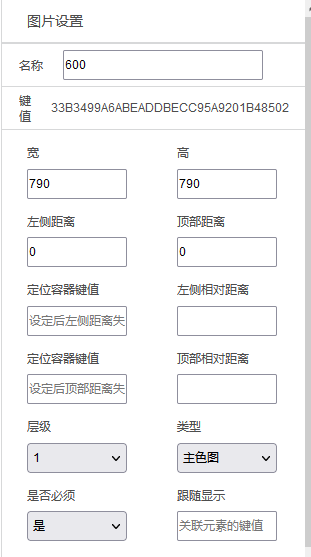 图片设置
名称 600
键值 33B3499A6ABEADDBECC95A9201B48502
宽 高
790 790
左侧距离 顶部距离
0 0
定位容器键值 左侧相对距离
设定后左侧距离失
定位容器键值 顶部相对距离
设定后顶部距离失
层级 类型
1 主色图
是否必须 跟随显示
是 关联元素的键值